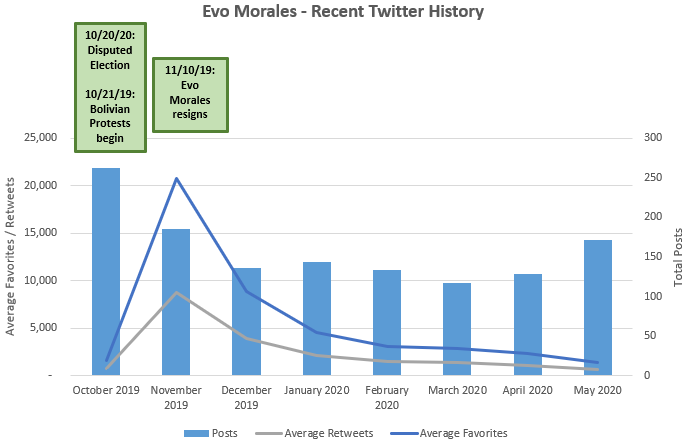 Evo Morales - Recent Twitter History
10/20/20:
Disputed
Election
10/21/19:
Bolivian
Protests
begin
11/10/19:
Evo
Morales
resigns
25,000
20,000
15,000
10,000
5,000
-
Average Favorites / Retweets
300
250
200
150
100
50
0
Total Posts
October 2019
November
2019
December
2019
January 2020
February
2020
March 2020
April 2020
May 2020
Posts
Average Retweets
Average Favorites